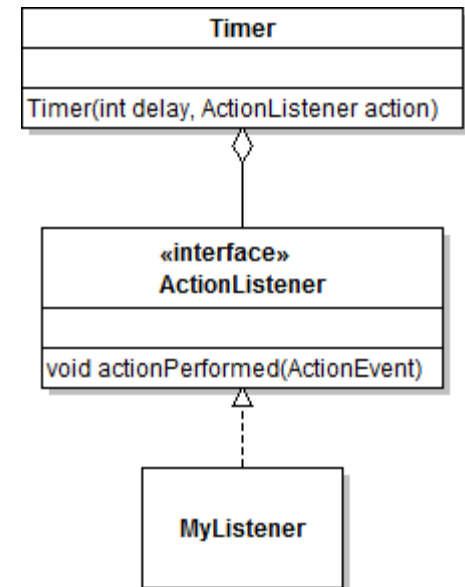 Timer
Timer(int delay, ActionListener action)
«interface»
ActionListener
void actionPerformed(ActionEvent)
MyListener